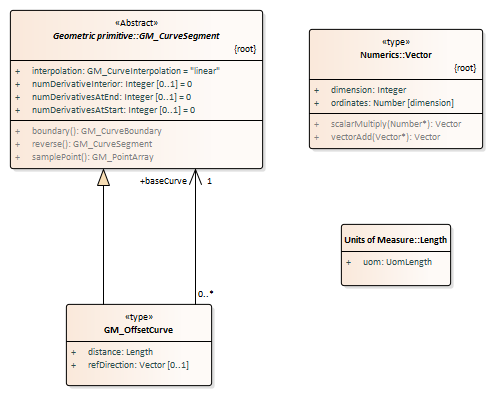 «Abstract»
Geometric primitive::GM_CurveSegment
{root}
+ interpolation: GM_CurveInterpolation = "linear"
+ numDerivativeInterior: Integer [0..1] = 0
+ numDerivativesAtEnd: Integer [0..1] = 0
+ numDerivativesAtStart: Integer [0..1] = 0
+ boundary(): GM_CurveBoundary
+ reverse(): GM_CurveSegment
+ samplePoint(): GM_PointArray
«type»
Numerics::Vector
{root}
+ dimension: Integer
+ ordinates: Number [dimension]
+ scalarMultiply(Number*): Vector
+ vectorAdd(Vector*): Vector
+baseCurve 1
0..*
Units of Measure::Length
+ uom: UomLength
«type»
GM_OffsetCurve
+ distance: Length
+ refDirection: Vector [0..1]